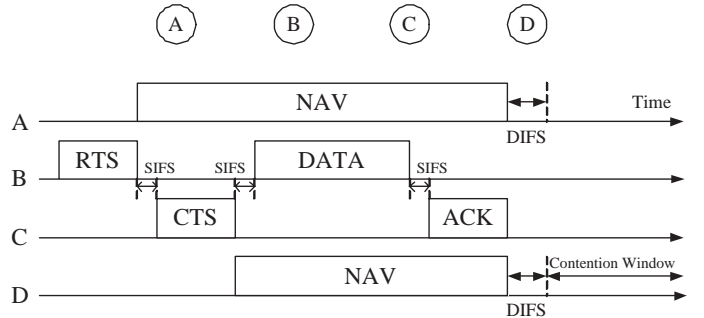 A B C D
NAV
Time
A
DIFS
RTS SIFS SIFS DATA SIFS
B
CTS ACK
C
Contention Window
NAV
D
DIFS